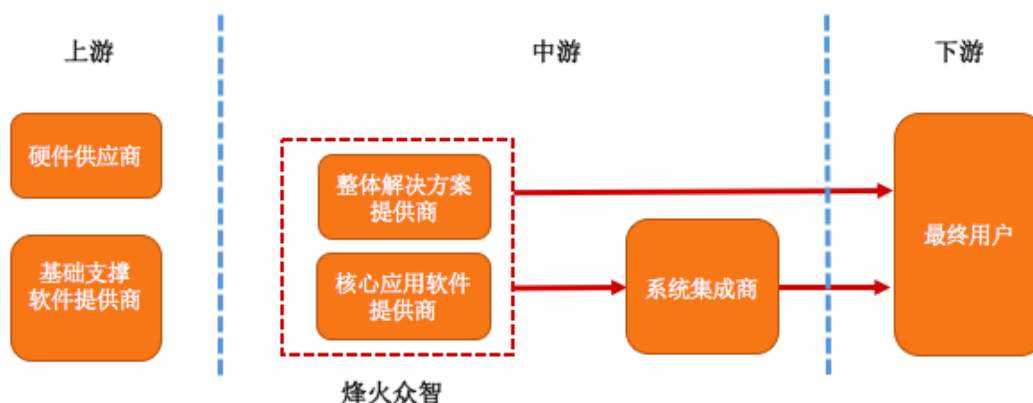 上游
中游
下游
硬件供应商
基础支撑
软件提供商
整体解决方案
提供商
核心应用软件
提供商
系统集成商
最终用户
烽火众智